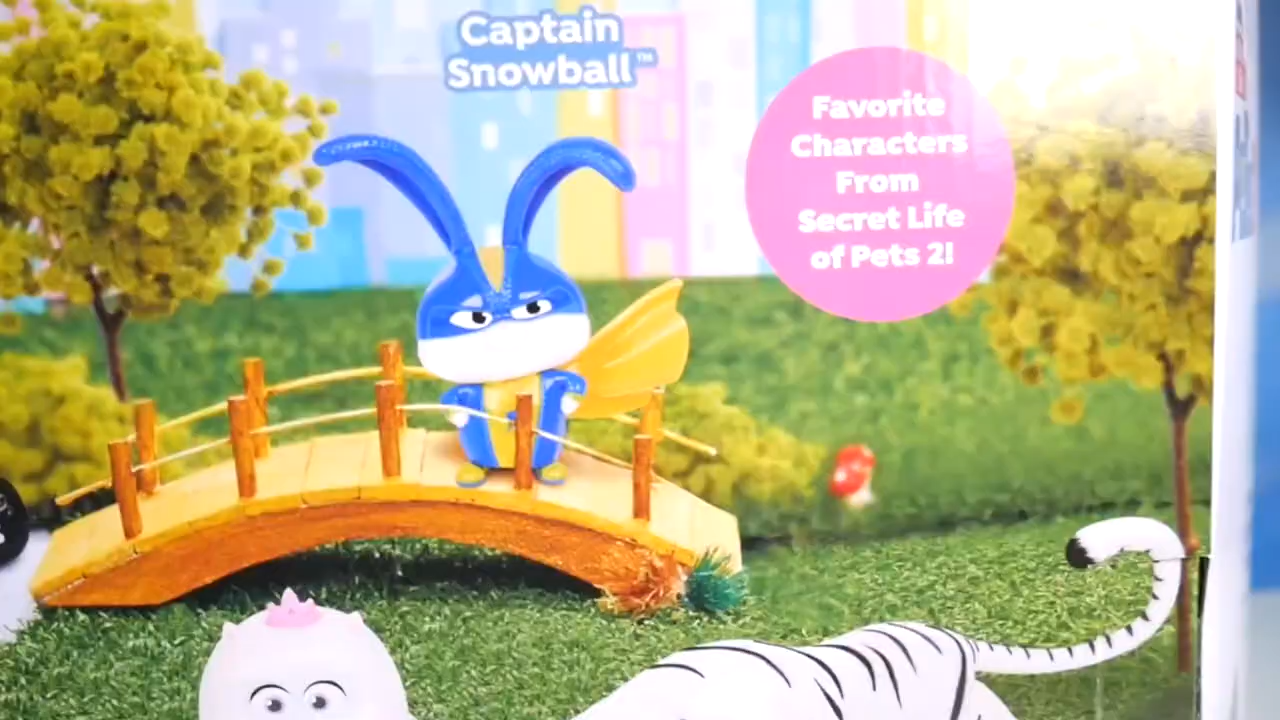 Captain
Snowball™
Favorite
Characters
From
Secret Life
of Pets 2!